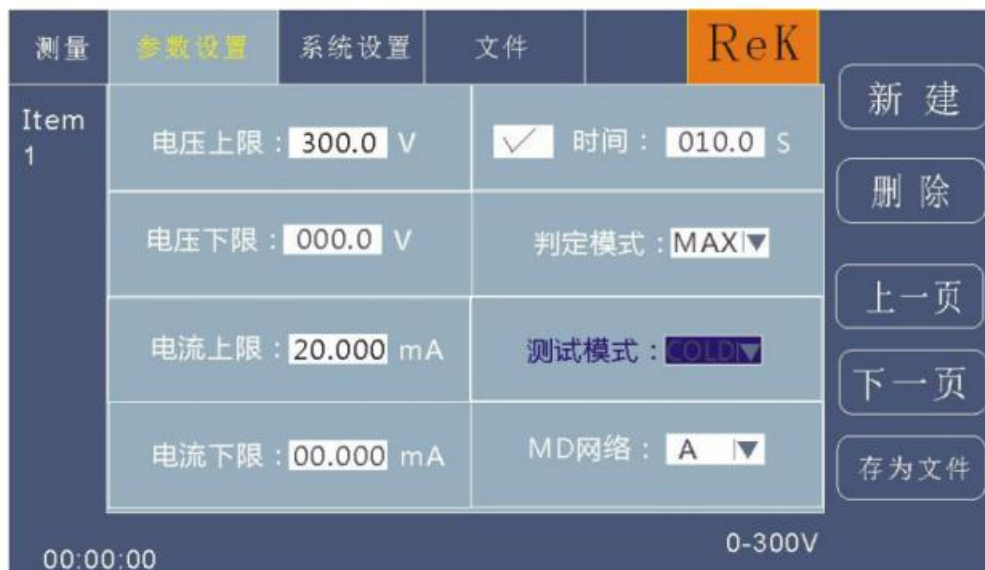 测量 参数设置 系统设置 文件 ReK
Item
1
电压上限：300.0 V
时间：010.0 S
电压下限：000.0 V
判定模式：MAX
电流上限：20.000 mA
测试模式：COLD
电流下限：00.000 mA
MD网络：A
新建
删除
上一页
下一页
存为文件
00:00:00
0-300V